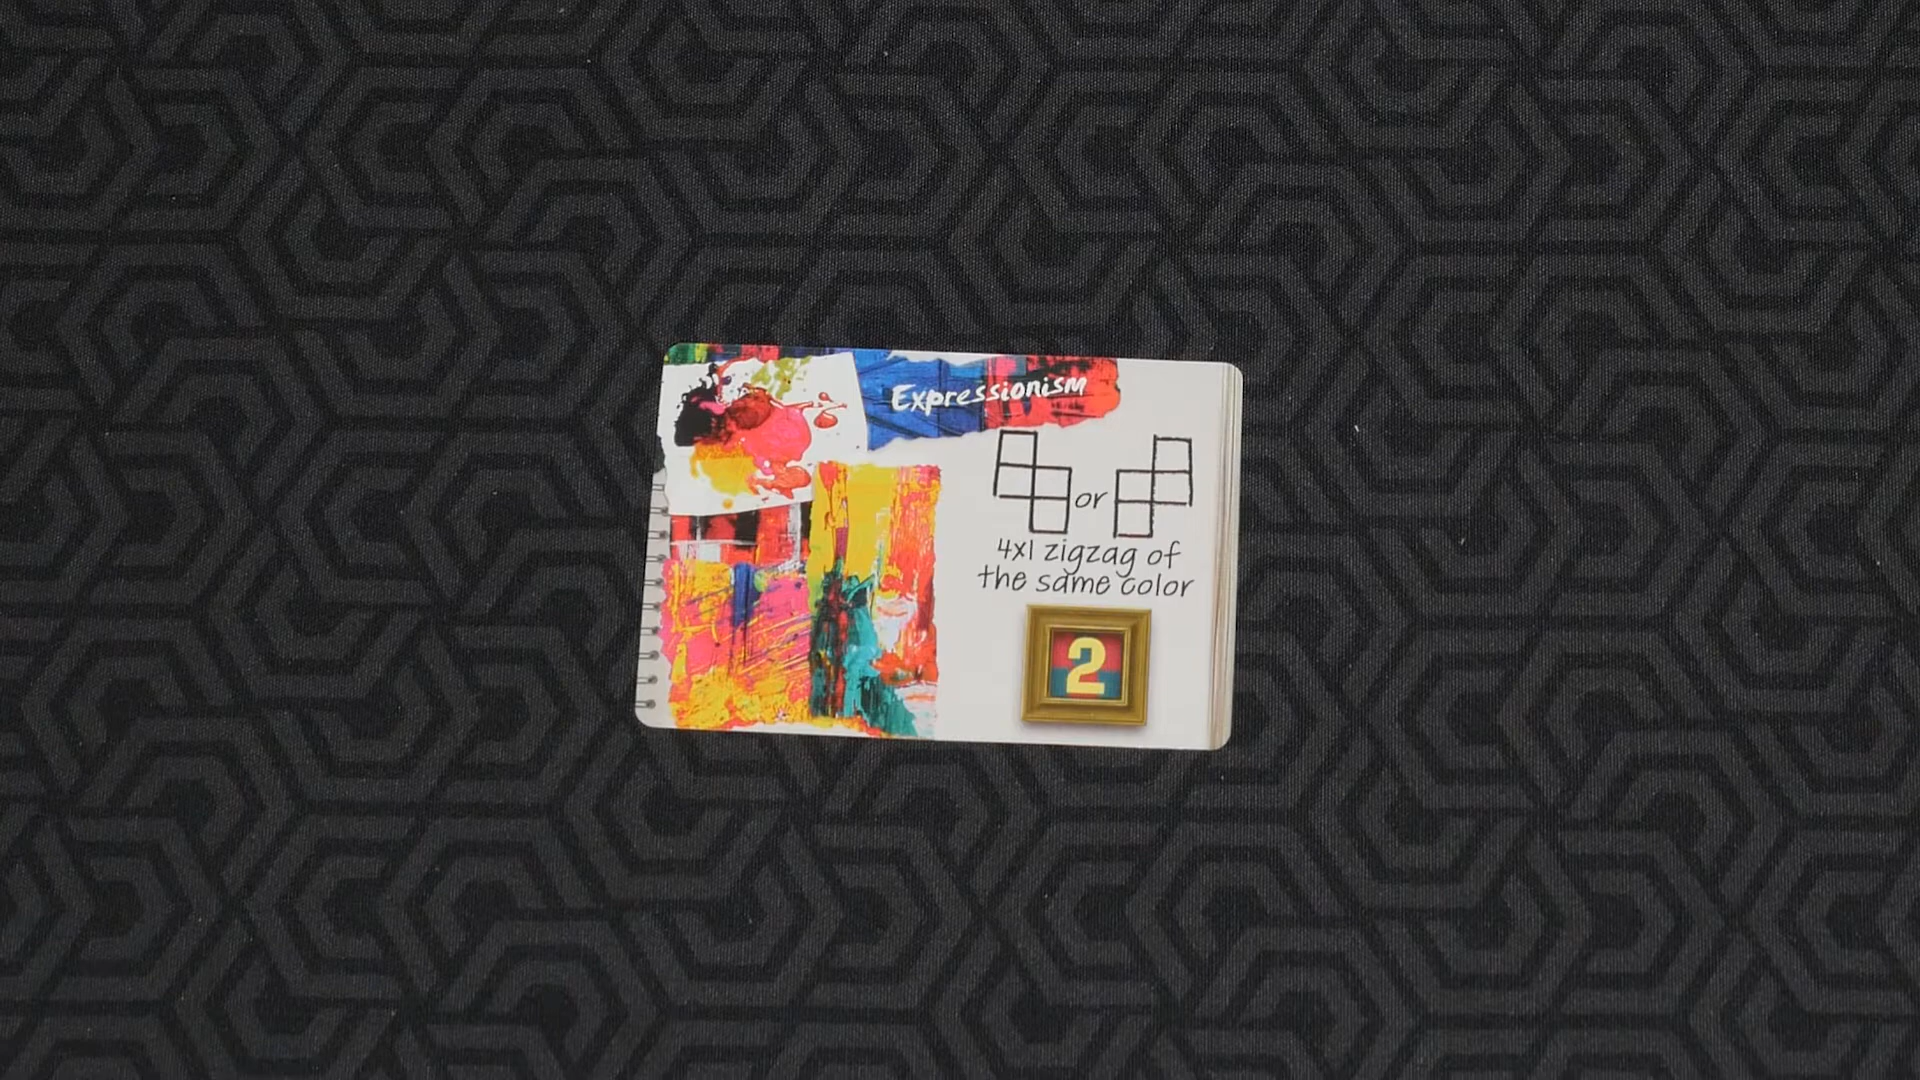 Expressionism
or
4x1 zigzag of
the same color
2